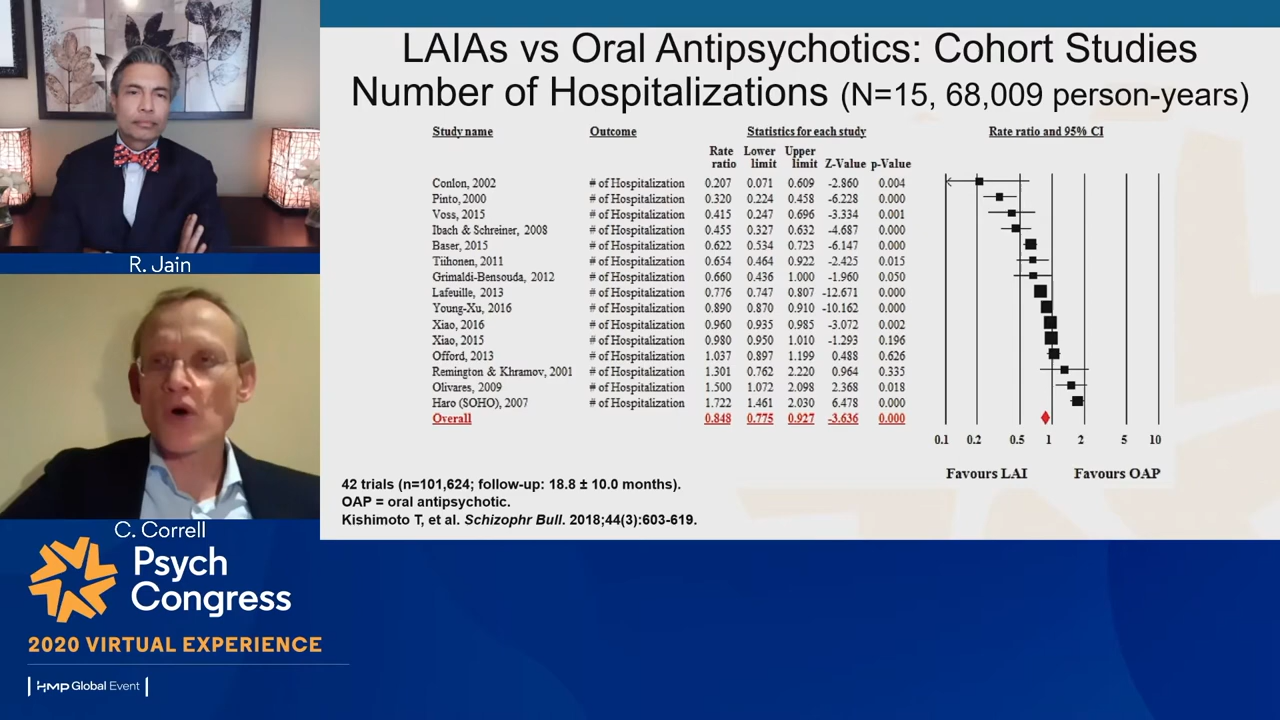 R. Jain
C. Correll
Psych
Congress
2020 VIRTUAL EXPERIENCE
HMP Global Event
LAIAs vs Oral Antipsychotics: Cohort Studies
Number of Hospitalizations (N=15, 68,009 person-years)
Study name Outcome Statistics for each study Rate ratio and 95% CI
Rate Lower Upper
ratio limit limit Z-Value p-Value
Conlon, 2002 # of Hospitalization 0.207 0.071 0.609 -2.860 0.004
Pinto, 2000 # of Hospitalization 0.320 0.224 0.458 -6.228 0.000
Voss, 2015 # of Hospitalization 0.415 0.247 0.696 -3.334 0.001
Ibach & Schreiner, 2008 # of Hospitalization 0.455 0.327 0.632 -4.687 0.000
Baser, 2015 # of Hospitalization 0.622 0.534 0.723 -6.147 0.000
Tiihonen, 2011 # of Hospitalization 0.654 0.464 0.922 -2.425 0.015
Grimaldi-Bensouda, 2012 # of Hospitalization 0.660 0.436 1.000 -1.960 0.050
Lafeuille, 2013 # of Hospitalization 0.776 0.747 0.807 -12.671 0.000
Young-Xu, 2016 # of Hospitalization 0.890 0.870 0.910 -10.162 0.000
Xiao, 2016 # of Hospitalization 0.960 0.935 0.985 -3.072 0.002
Xiao, 2015 # of Hospitalization 0.980 0.950 1.010 -1.293 0.196
Offord, 2013 # of Hospitalization 1.037 0.897 1.199 0.488 0.626
Remington & Khramov, 2001 # of Hospitalization 1.301 0.762 2.220 0.964 0.335
Olivares, 2009 # of Hospitalization 1.500 1.072 2.098 2.368 0.018
Haro (SOHO), 2007 # of Hospitalization 1.722 1.461 2.030 6.478 0.000
Overall 0.848 0.775 0.927 -3.636 0.000
0.1 0.2 0.5 1 2 5 10
Favours LAI Favours OAP
42 trials (n=101,624; follow-up: 18.8 ± 10.0 months).
OAP = oral antipsychotic.
Kishimoto T, et al. Schizophr Bull. 2018;44(3):603-619.